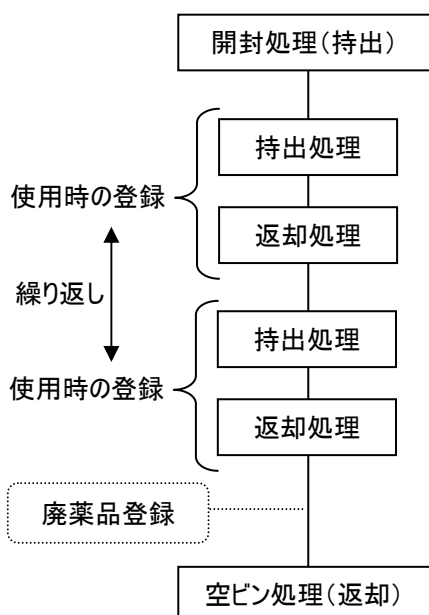 開封処理(持出)
持出処理
使用時の登録
返却処理
繰り返し
持出処理
使用時の登録
返却処理
廃薬品登録
空ビン処理(返却)